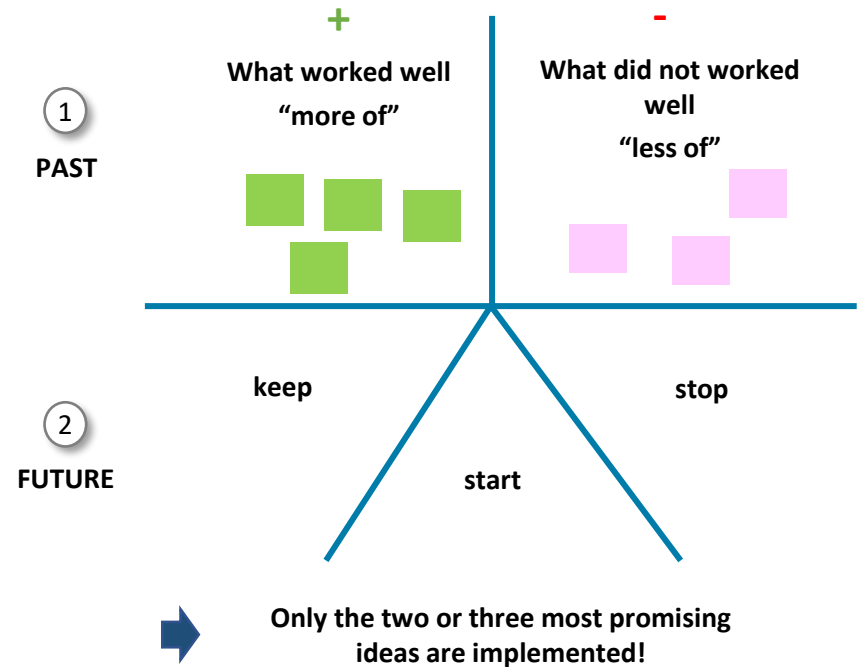 +
-
What worked well
“more of”
What did not worked
well
“less of”
1
PAST
keep
stop
2
FUTURE
start
Only the two or three most promising
ideas are implemented!